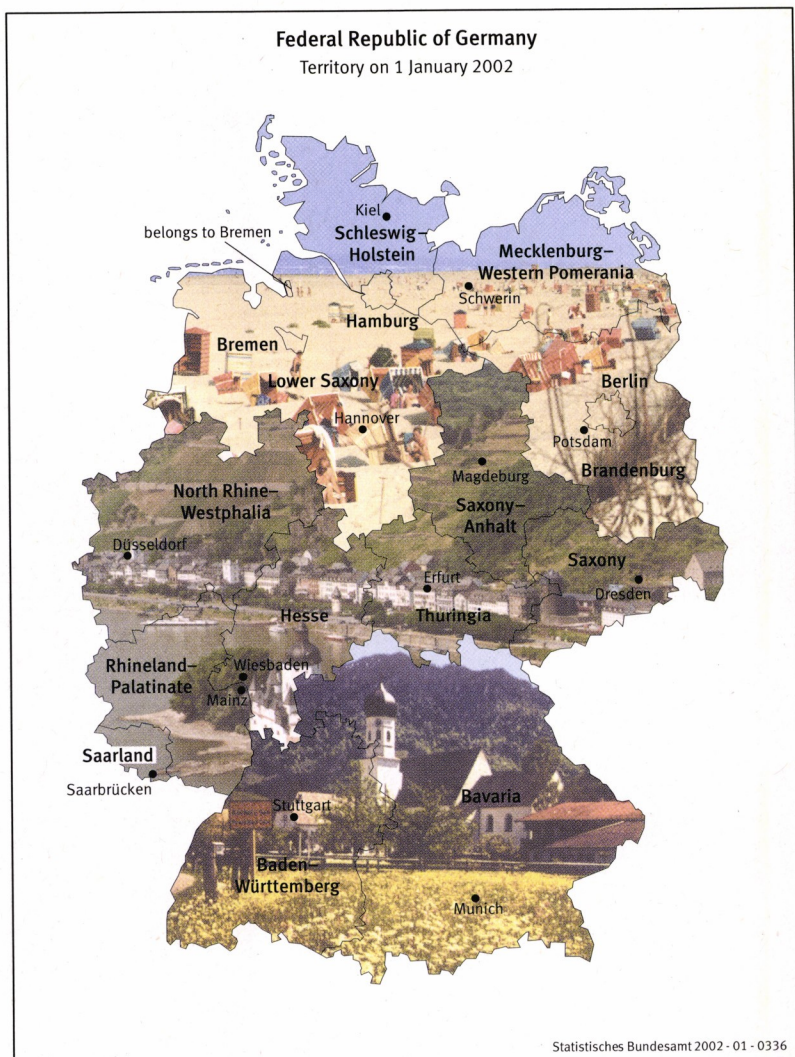 Federal Republic of Germany
Territory on 1 January 2002
Kiel
belongs to Bremen
Schleswig–
Holstein
Mecklenburg–
Western Pomerania
Schwerin
Hamburg
Bremen
Lower Saxony
Berlin
Hannover
Potsdam
Magdeburg
Brandenburg
North Rhine–
Westphalia
Saxony–
Anhalt
Düsseldorf
Saxony
Erfurt
Dresden
Hesse
Thuringia
Rhineland–
Palatinate
Wiesbaden
Mainz
Saarland
Saarbrücken
Bavaria
Stuttgart
Baden–
Württemberg
Munich
Statistisches Bundesamt 2002 - 01 - 0336